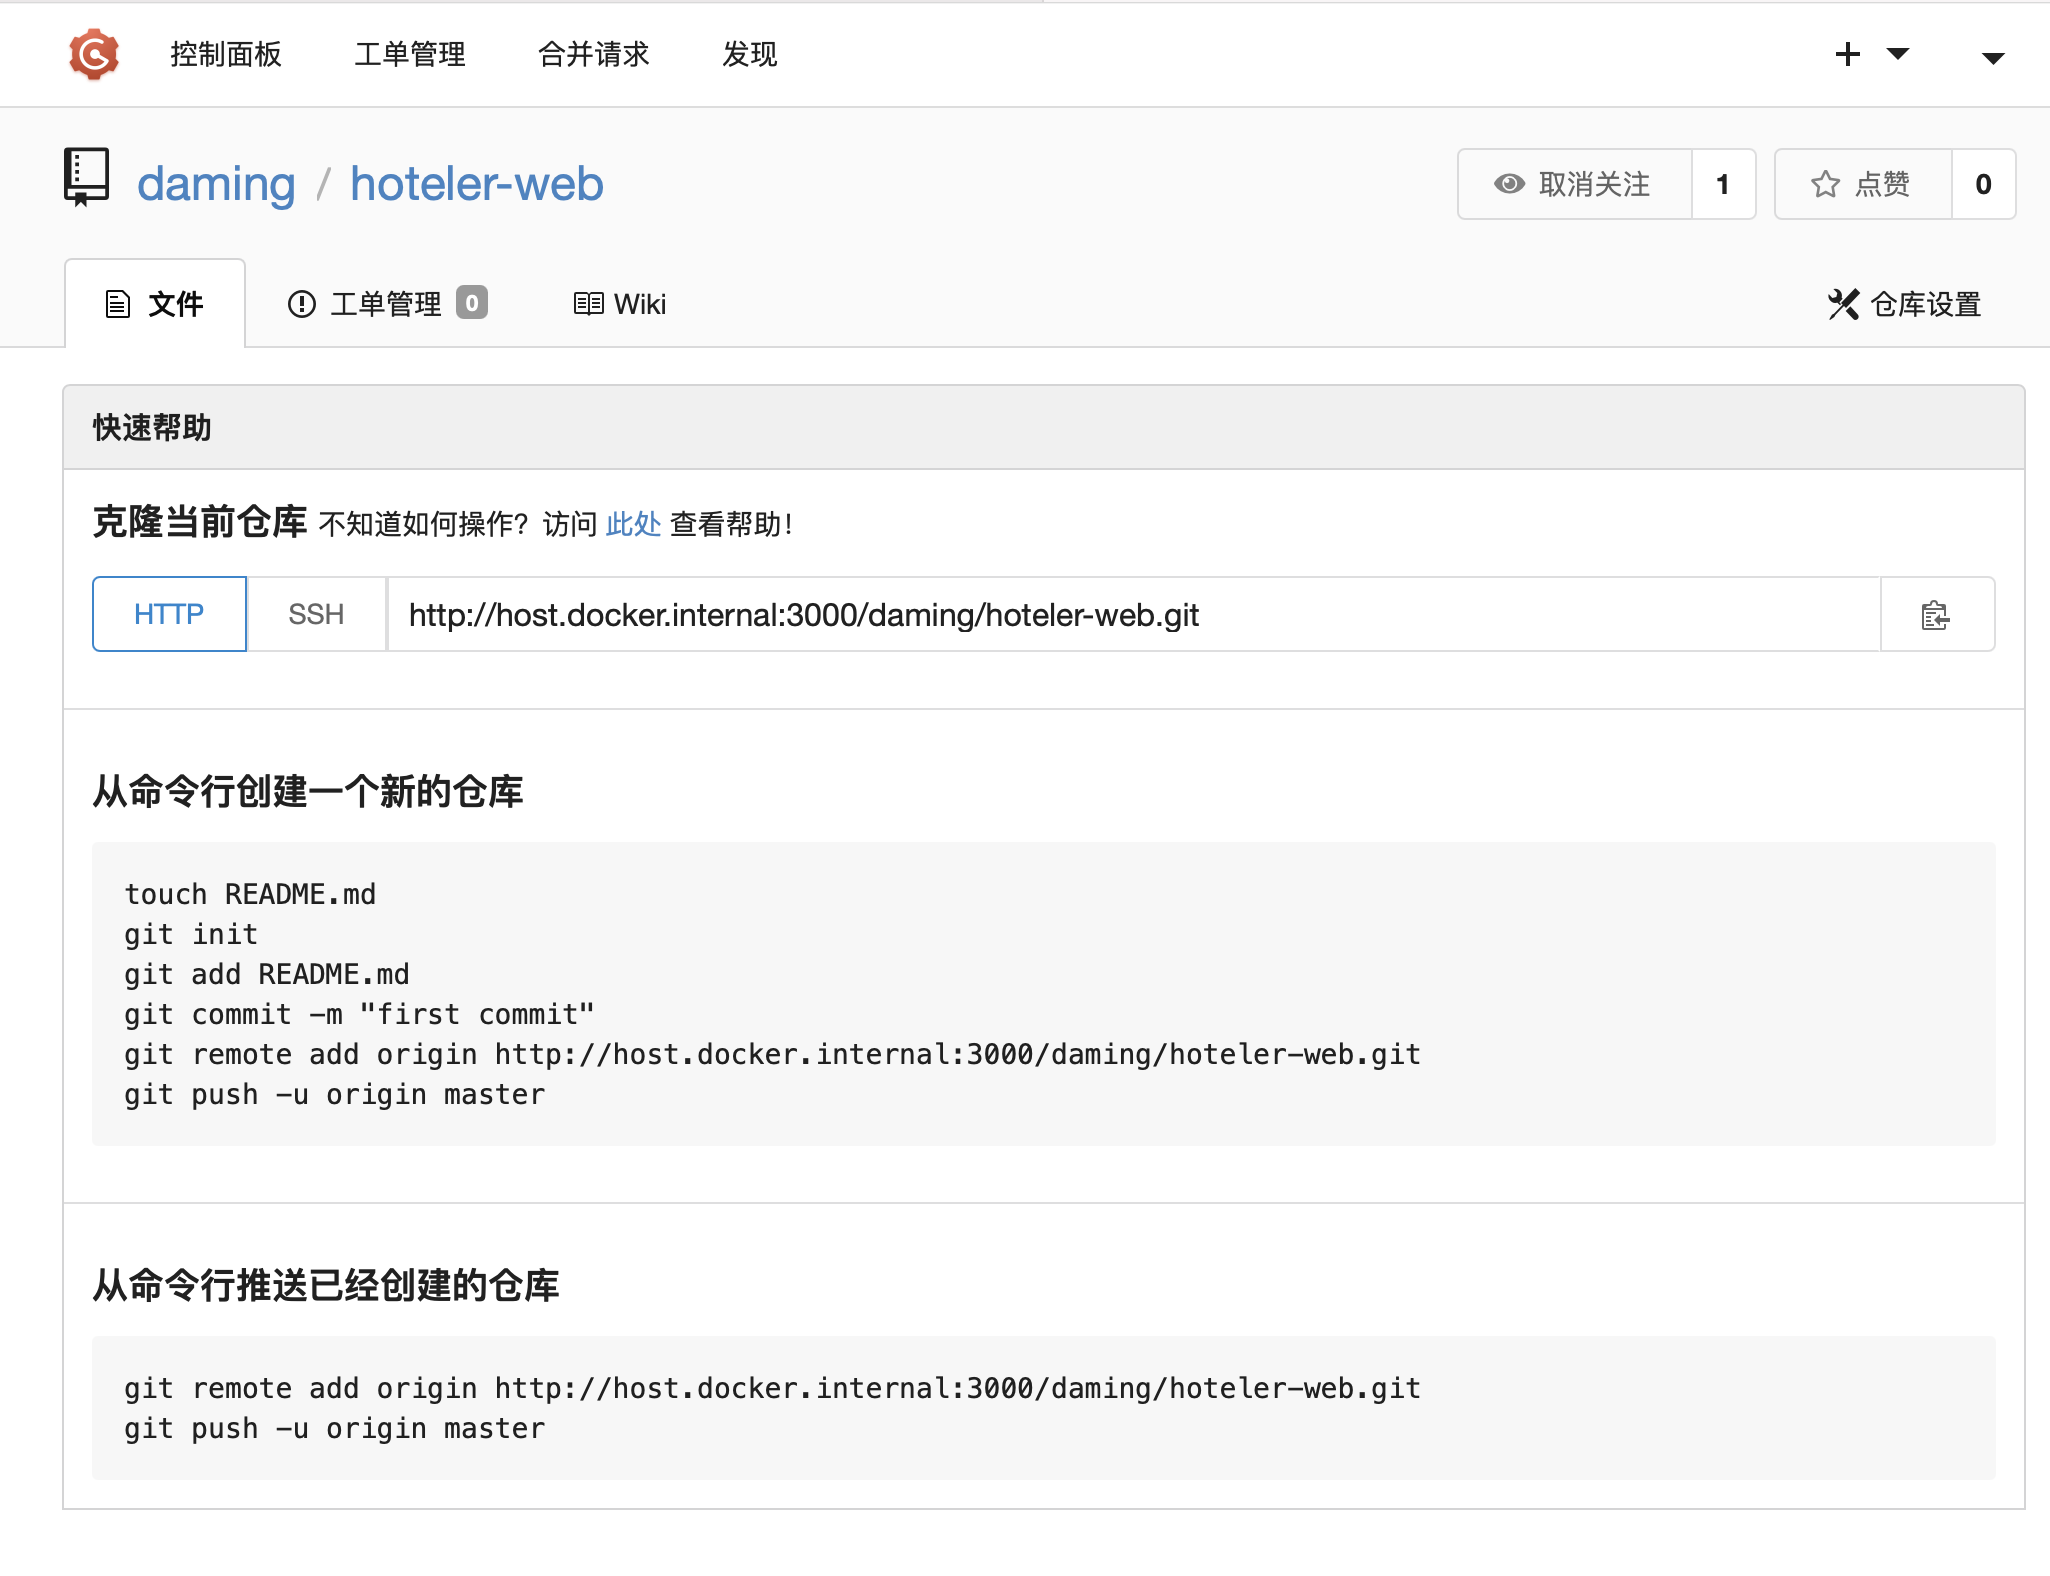 控制面板 工单管理 合并请求 发现
daming / hoteler-web
取消关注 1 点赞 0
文件 工单管理 0 Wiki 仓库设置
快速帮助
克隆当前仓库 不知道如何操作？访问 此处 查看帮助！
HTTP SSH http://host.docker.internal:3000/daming/hoteler-web.git
从命令行创建一个新的仓库
touch README.md
git init
git add README.md
git commit -m "first commit"
git remote add origin http://host.docker.internal:3000/daming/hoteler-web.git
git push -u origin master
从命令行推送已经创建的仓库
git remote add origin http://host.docker.internal:3000/daming/hoteler-web.git
git push -u origin master